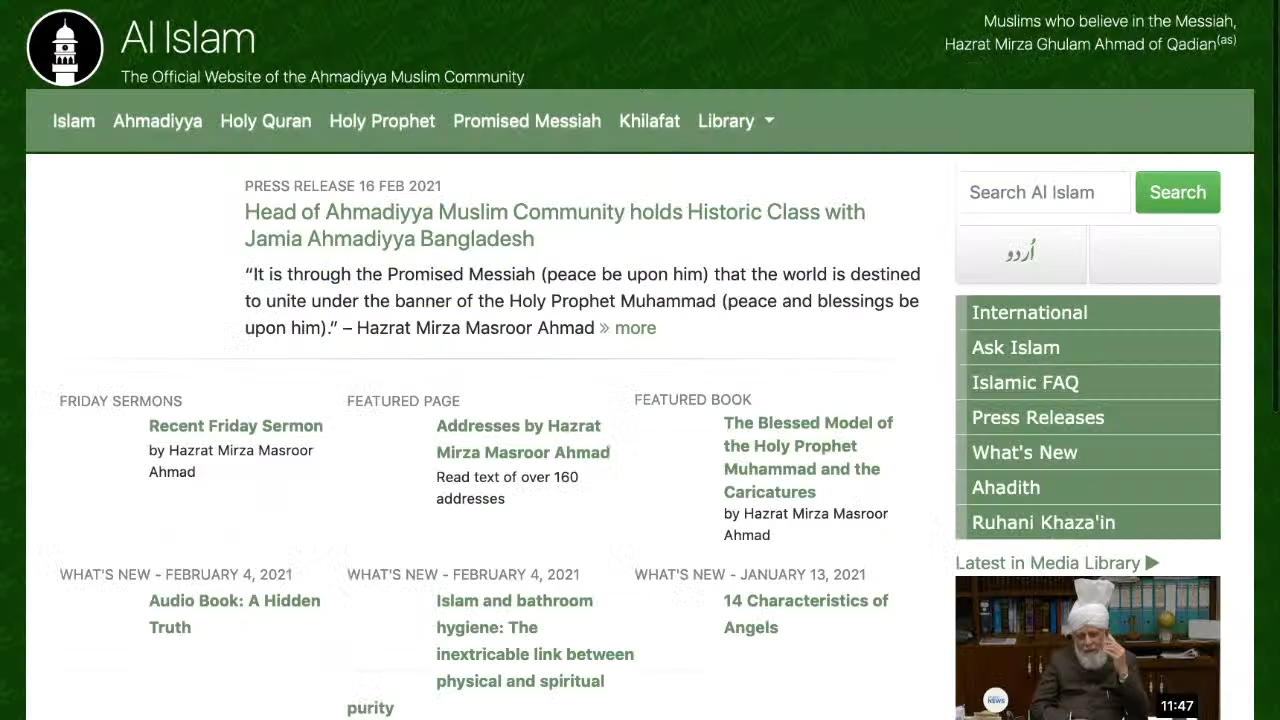 Al Islam
The Official Website of the Ahmadiyya Muslim Community
Muslims who believe in the Messiah,
Hazrat Mirza Ghulam Ahmad of Qadian(as)
Islam Ahmadiyya Holy Quran Holy Prophet Promised Messiah Khilafat Library
PRESS RELEASE 16 FEB 2021
Head of Ahmadiyya Muslim Community holds Historic Class with
Jamia Ahmadiyya Bangladesh
“It is through the Promised Messiah (peace be upon him) that the world is destined
to unite under the banner of the Holy Prophet Muhammad (peace and blessings be
upon him).” – Hazrat Mirza Masroor Ahmad » more
FRIDAY SERMONS
Recent Friday Sermon
by Hazrat Mirza Masroor
Ahmad
FEATURED PAGE
Addresses by Hazrat
Mirza Masroor Ahmad
Read text of over 160
addresses
FEATURED BOOK
The Blessed Model of
the Holy Prophet
Muhammad and the
Caricatures
by Hazrat Mirza Masroor
Ahmad
WHAT'S NEW - FEBRUARY 4, 2021
Audio Book: A Hidden
Truth
WHAT'S NEW - FEBRUARY 4, 2021
Islam and bathroom
hygiene: The
inextricable link between
physical and spiritual
purity
WHAT'S NEW - JANUARY 13, 2021
14 Characteristics of
Angels
Search Al Islam Search
اُردو
International
Ask Islam
Islamic FAQ
Press Releases
What's New
Ahadith
Ruhani Khaza'in
Latest in Media Library
NEWS
11:47